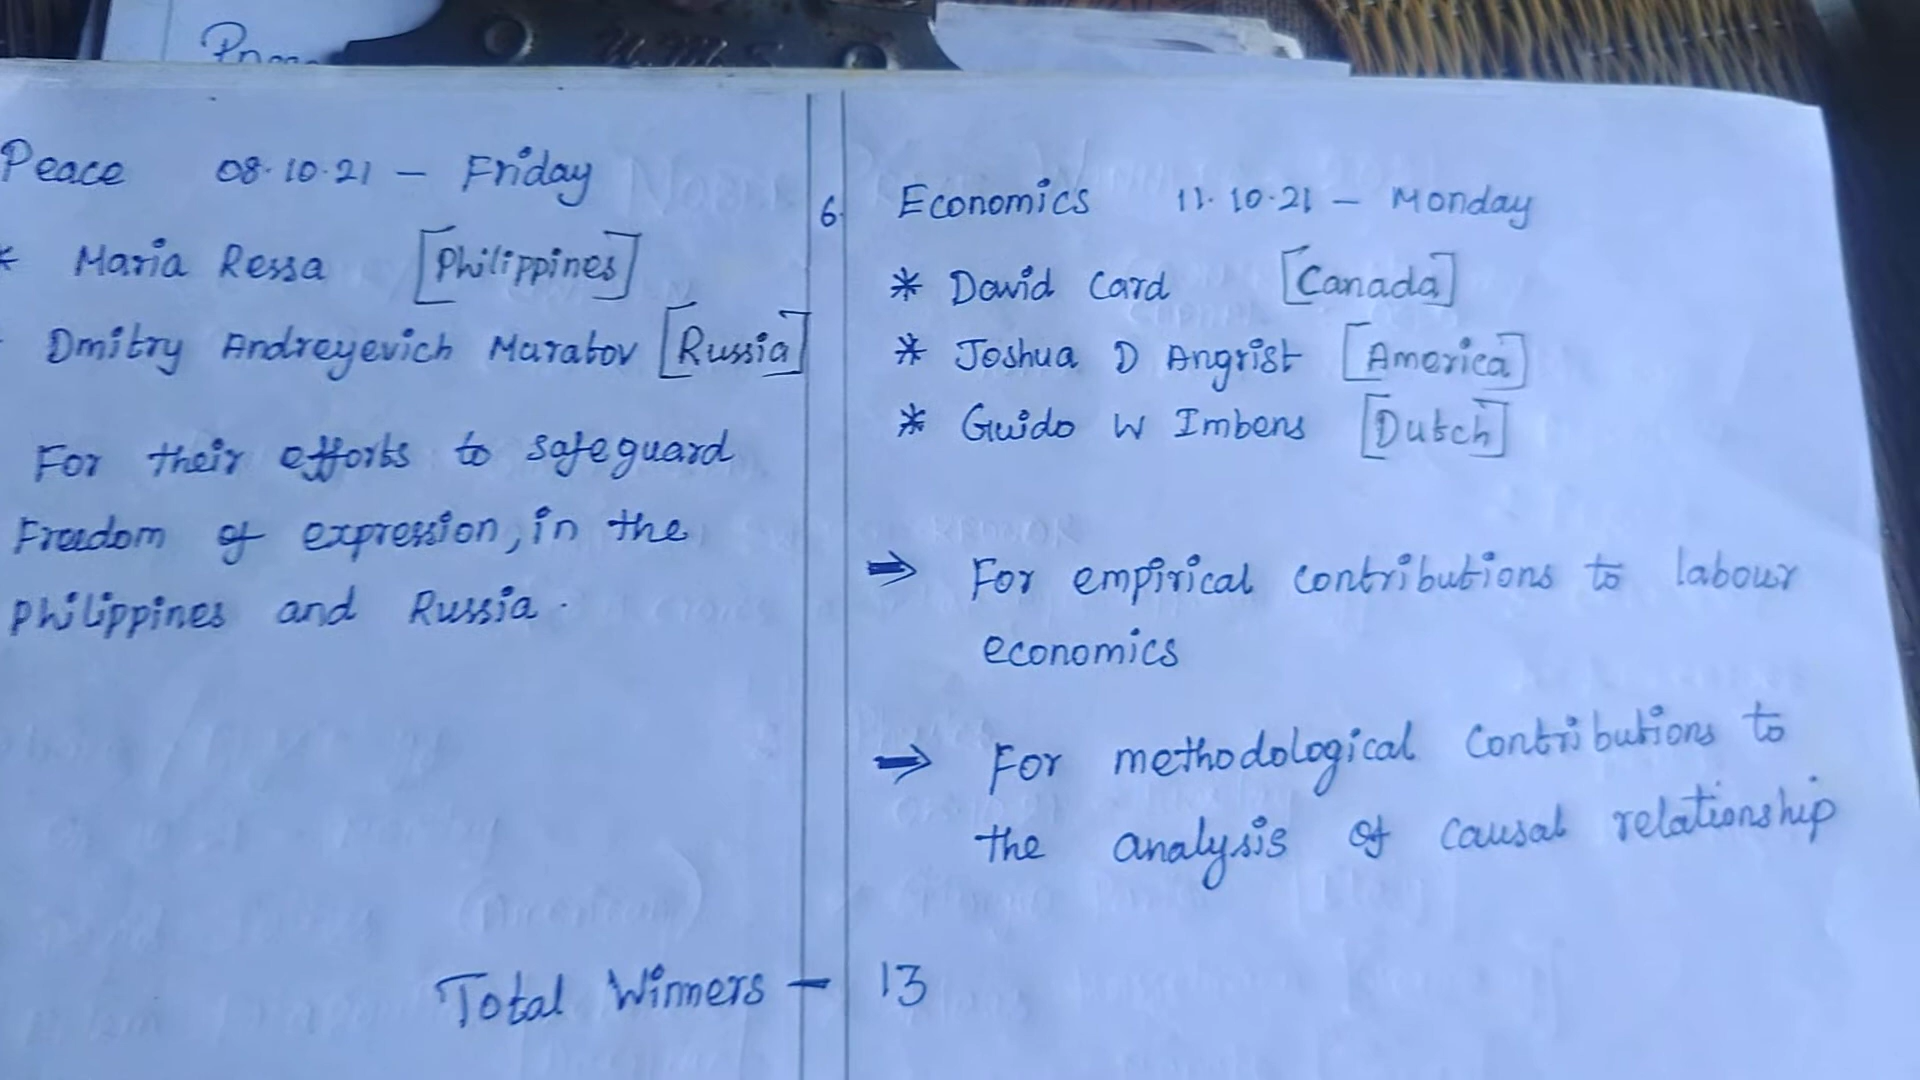 Peace 08.10.21 – Friday
* Maria Ressa [Philippines]
Dmitry Andreyevich Maratov [Russia]
For their efforts to safeguard
Freedom of expression, in the
Philippines and Russia.
6. Economics 11.10.21 – Monday
* David Card [Canada]
* Joshua D Angrist [America]
* Guido W Imbens [Dutch]
⇒ For empirical contributions to labour
economics
⇒ For methodological contributions to
the analysis of causal relationship
Total Winners – 13